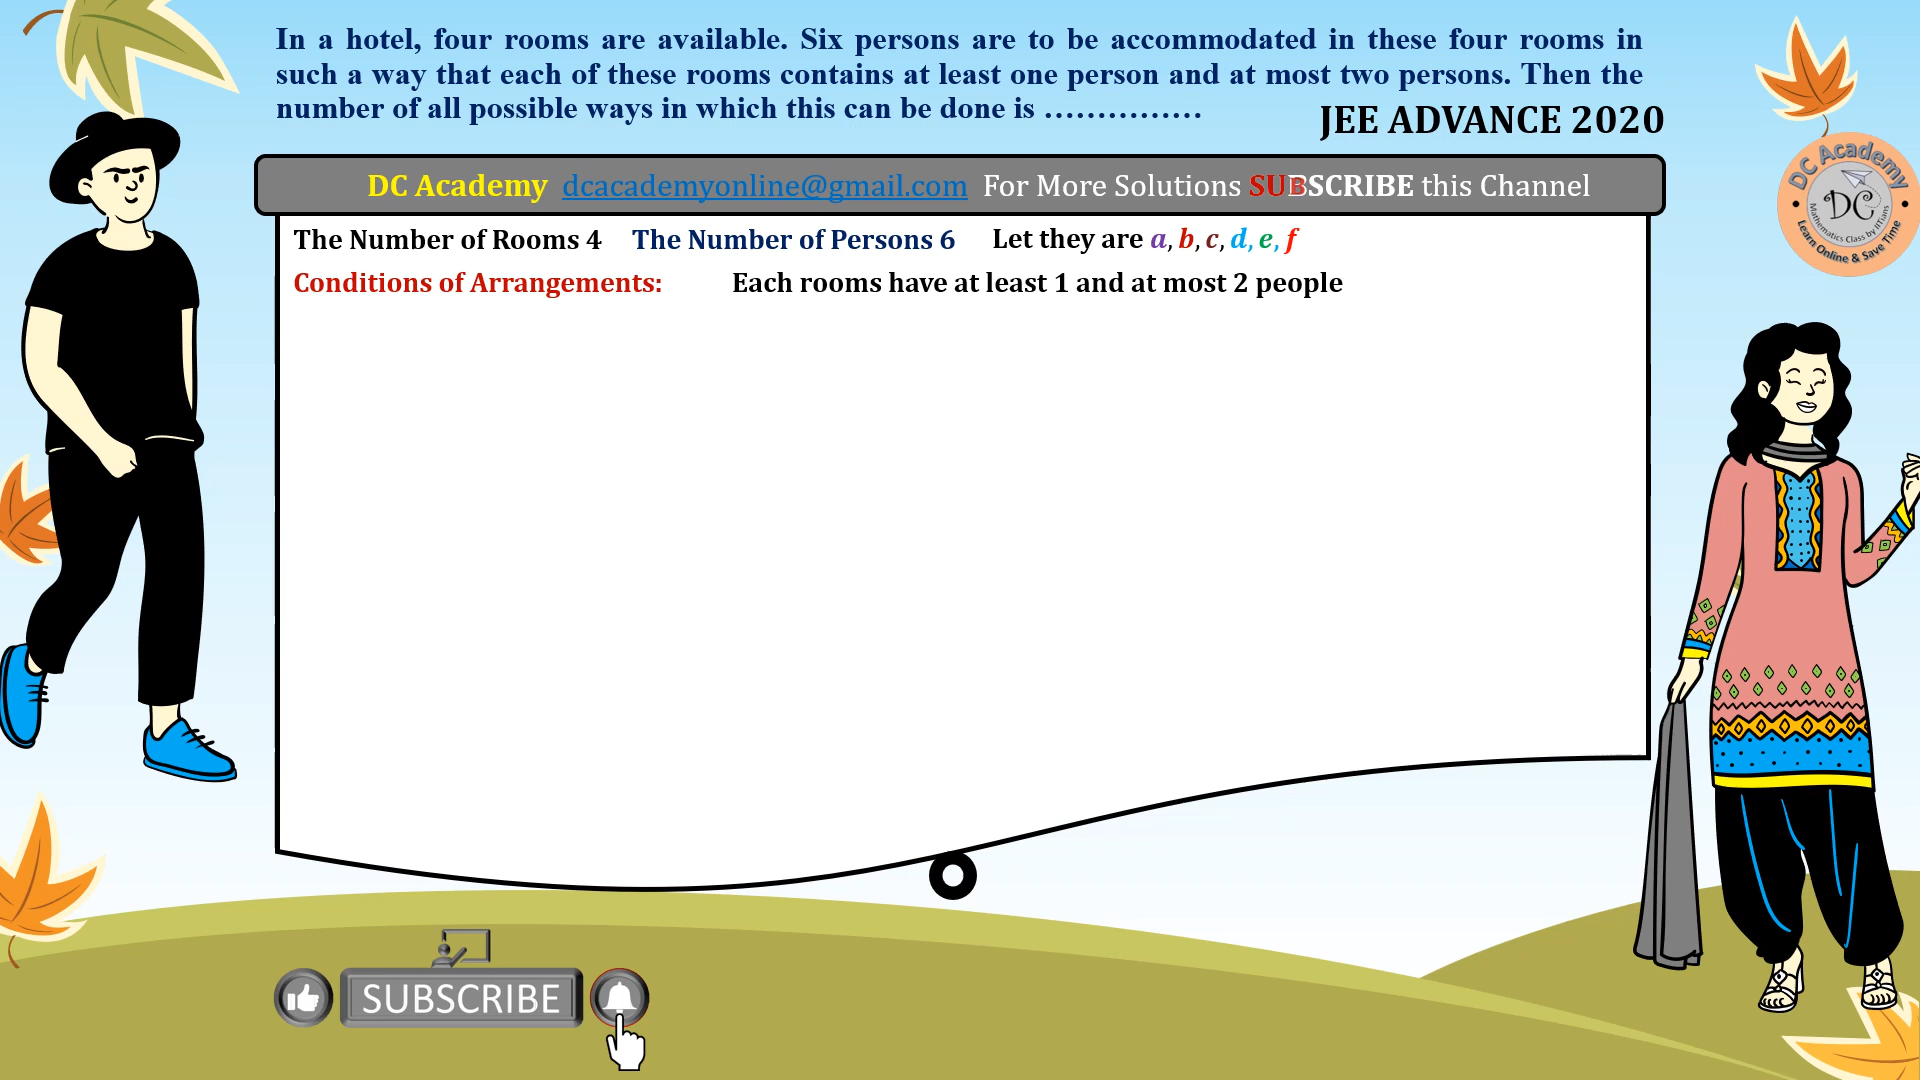 In a hotel, four rooms are available. Six persons are to be accommodated in these four rooms in
such a way that each of these rooms contains at least one person and at most two persons. Then the
number of all possible ways in which this can be done is ……………
JEE ADVANCE 2020
DC Academy dcacademyonline@gmail.com For More Solutions SUBSCRIBE this Channel
DC Academy
DC
Mathematics Class by IITians
Learn Online & Save Time
The Number of Rooms 4 The Number of Persons 6 Let they are a, b, c, d, e, f
Conditions of Arrangements: Each rooms have at least 1 and at most 2 people
SUBSCRIBE